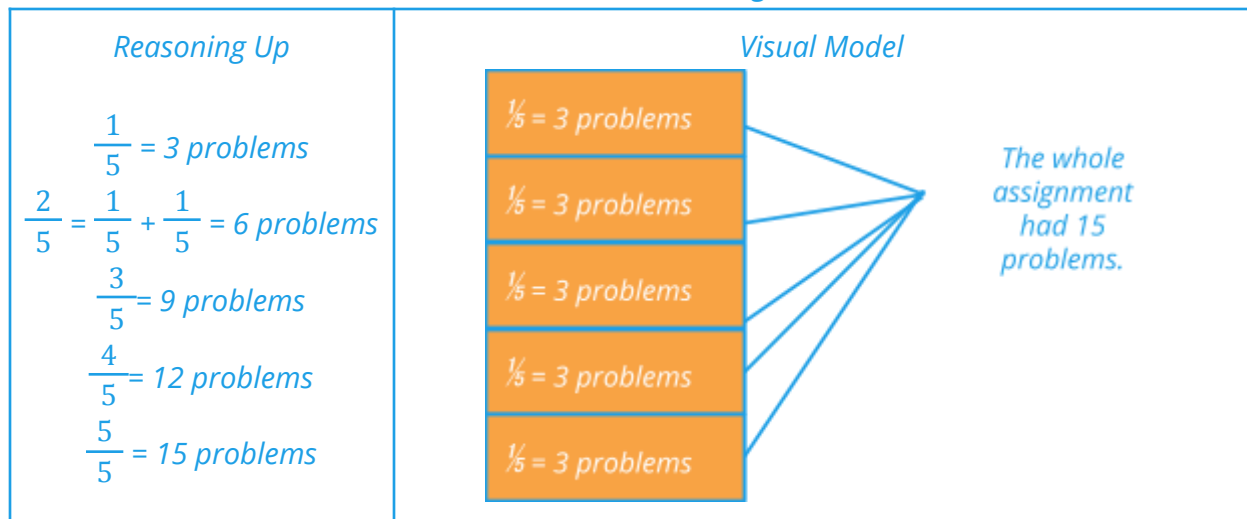 Reasoning Up
1/5 = 3 problems
2/5 = 1/5 + 1/5 = 6 problems
3/5 = 9 problems
4/5 = 12 problems
5/5 = 15 problems
Visual Model
⅕ = 3 problems
⅕ = 3 problems
⅕ = 3 problems
⅕ = 3 problems
⅕ = 3 problems
The whole
assignment
had 15
problems.